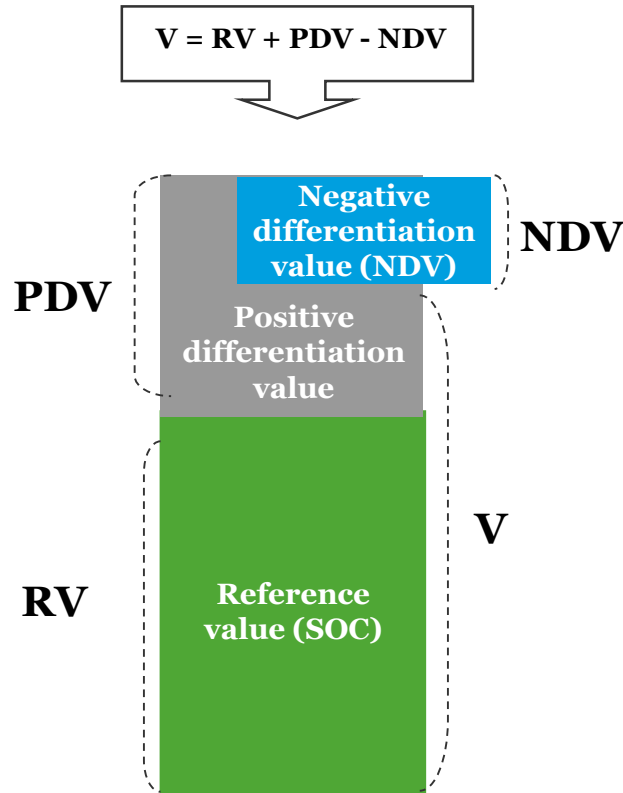 V = RV + PDV - NDV
Negative
differentiation
value (NDV)
NDV
PDV
Positive
differentiation
value
V
RV
Reference
value (SOC)